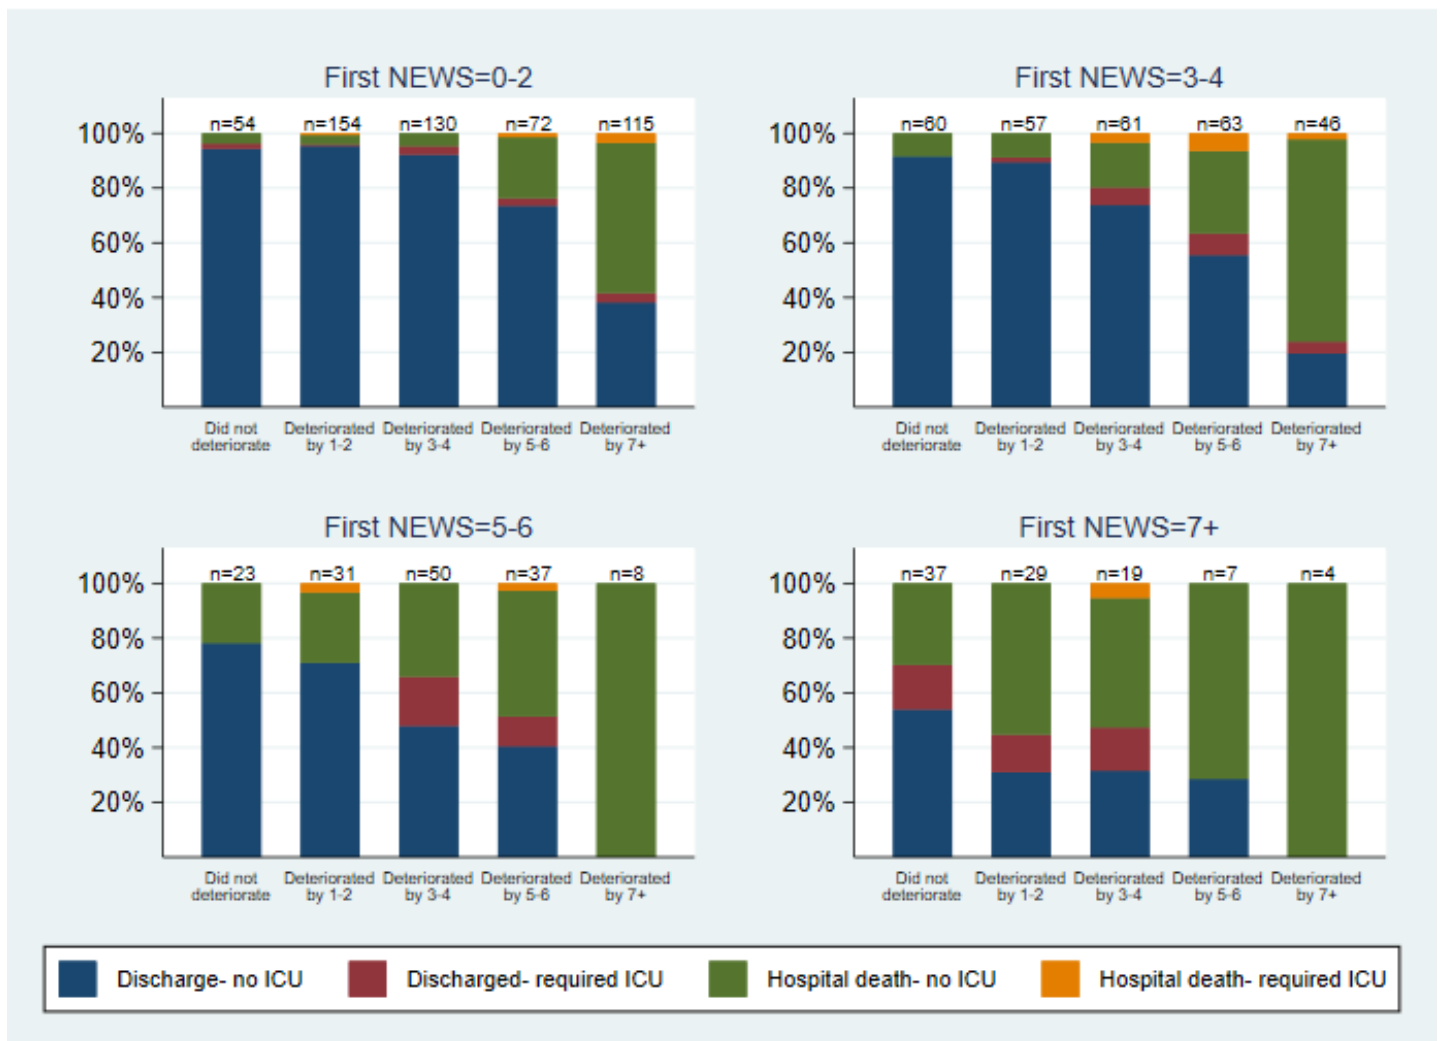 First NEWS=0-2
n=54 n=154 n=130 n=72 n=115
100%
80%
60%
40%
20%
Did not Deteriorated Deteriorated Deteriorated Deteriorated
deteriorate by 1-2 by 3-4 by 5-6 by 7+
First NEWS=3-4
n=60 n=57 n=61 n=63 n=46
100%
80%
60%
40%
20%
Did not Deteriorated Deteriorated Deteriorated Deteriorated
deteriorate by 1-2 by 3-4 by 5-6 by 7+
First NEWS=5-6
n=23 n=31 n=50 n=37 n=8
100%
80%
60%
40%
20%
Did not Deteriorated Deteriorated Deteriorated Deteriorated
deteriorate by 1-2 by 3-4 by 5-6 by 7+
First NEWS=7+
n=37 n=29 n=19 n=7 n=4
100%
80%
60%
40%
20%
Did not Deteriorated Deteriorated Deteriorated Deteriorated
deteriorate by 1-2 by 3-4 by 5-6 by 7+
Discharge- no ICU Discharged- required ICU Hospital death- no ICU Hospital death- required ICU